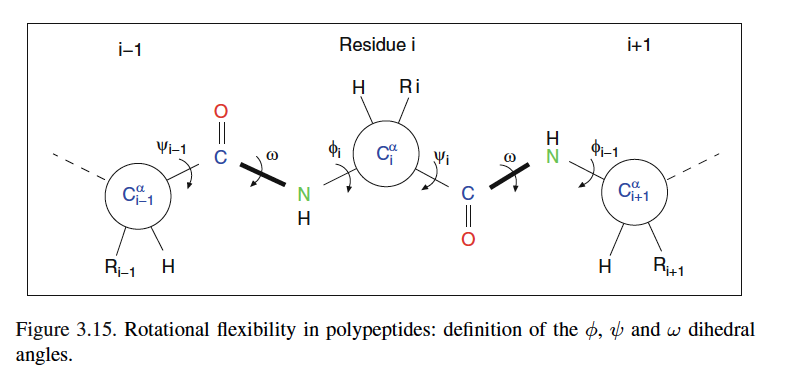 i–1 Residue i i+1
H Ri
O H
ψi–1 ω ϕi ψi ω ϕi–1
C Cαi C N
Cαi–1 N Cαi+1
H O
Ri–1 H H Ri+1
Figure 3.15. Rotational flexibility in polypeptides: definition of the ϕ, ψ and ω dihedral
angles.